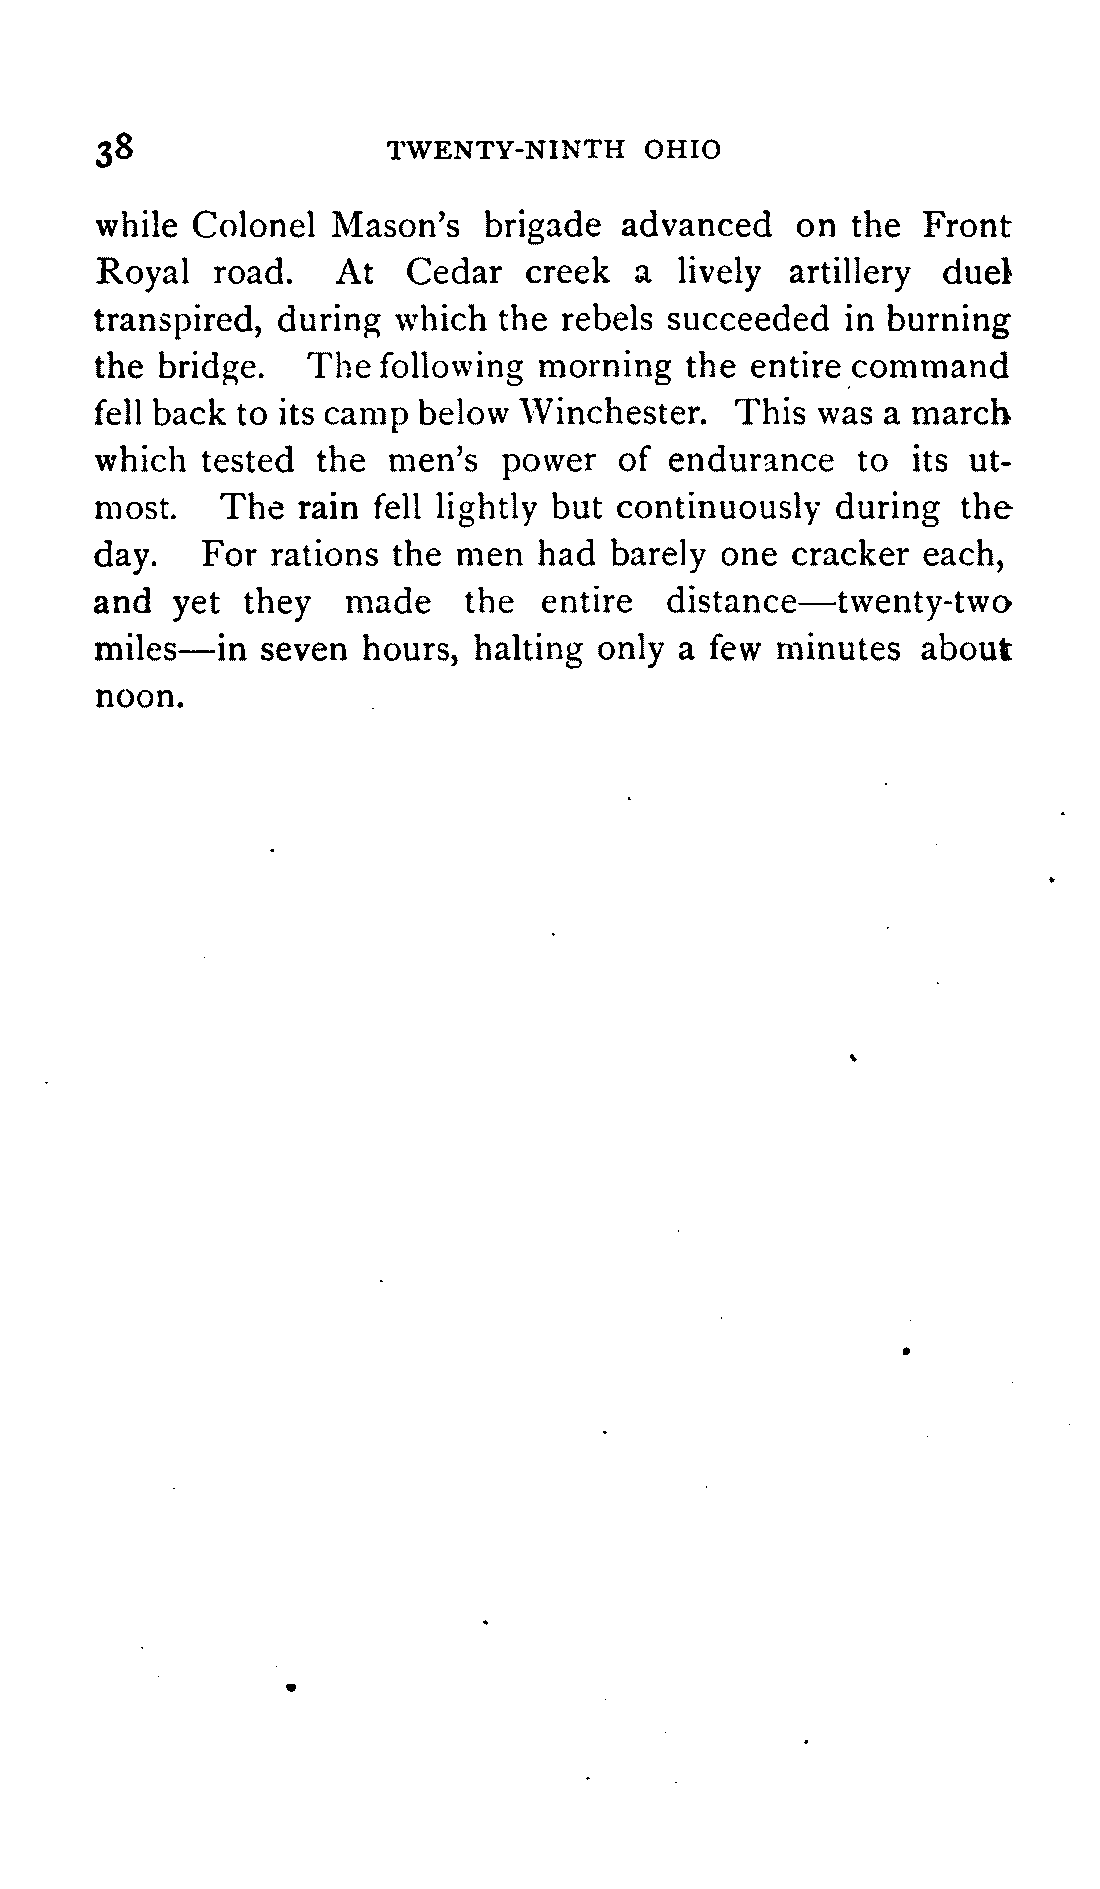 38 TWENTY-NINTH OHIO
while Colonel Mason's brigade advanced on the Front
Royal road. At Cedar creek a lively artillery duel
transpired, during which the rebels succeeded in burning
the bridge. The following morning the entire command
fell back to its camp below Winchester. This was a march
which tested the men's power of endurance to its ut-
most. The rain fell lightly but continuously during the
day. For rations the men had barely one cracker each,
and yet they made the entire distance—twenty-two
miles—in seven hours, halting only a few minutes about
noon.